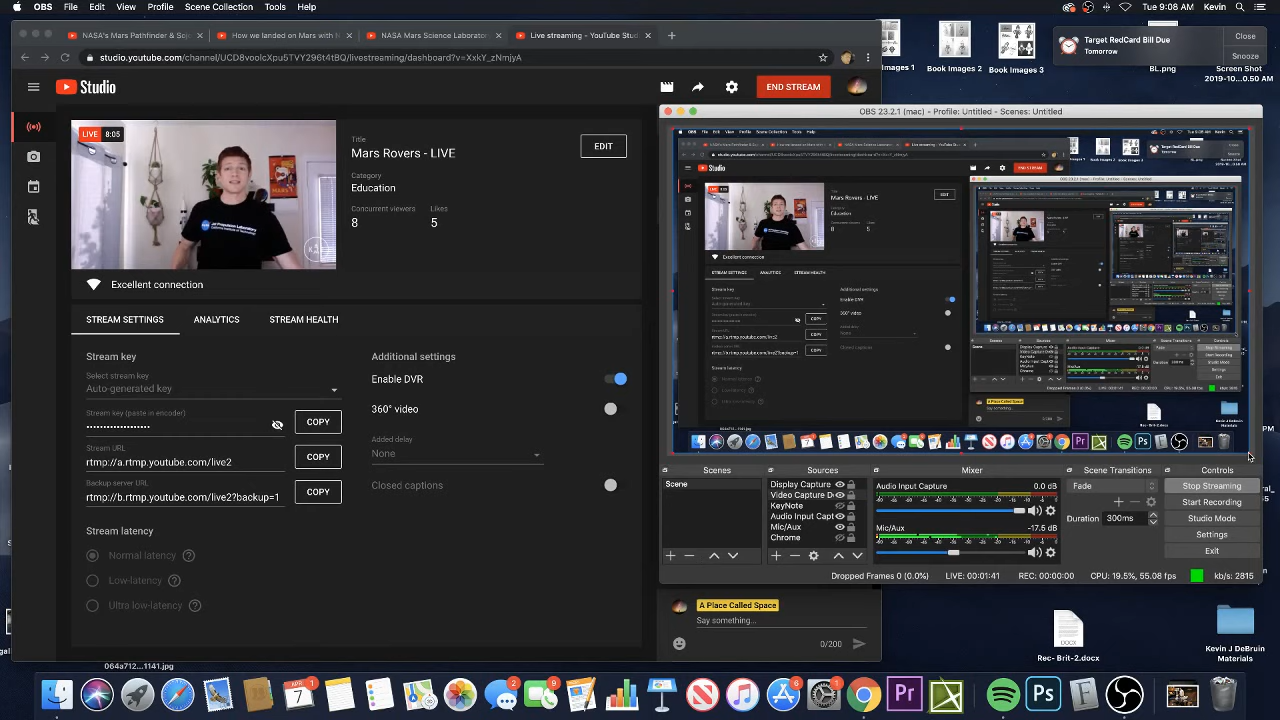 OBS File Edit View Profile Scene Collection Tools Help
Tue 9:08 AM Kevin
NASA's Mars Pathfinder & So
How we landed on the M
NASA Mars Science Laborato
Live streaming - YouTube Stud
studio.youtube.com/channel/UCD8voolcXpu5TVY296t4tBQ/livestreaming/dashboard?v=XxkY_zNmjyA
Images 1
Book Images 2
Book Images 3
BL.png
Screen Shot
2019-10...0.50 AM
Target RedCard Bill Due
Tomorrow
Close
Snooze
Studio
END STREAM
LIVE 8:05
Title
Mars Rovers - LIVE
EDIT
Category
Education
Concurrent viewers Likes
8 5
Excellent connection
STREAM SETTINGS ANALYTICS STREAM HEALTH
Stream key
Select stream key
Auto-generated key
Stream key (paste in encoder)
••••••••••••••••••• COPY
Stream URL
rtmp://a.rtmp.youtube.com/live2 COPY
Backup server URL
rtmp://b.rtmp.youtube.com/live2?backup=1 COPY
Stream latency
Normal latency
Low-latency
Ultra low-latency
Additional settings
Enable DVR
360° video
Added delay
None
Closed captions
OBS 23.2.1 (mac) - Profile: Untitled - Scenes: Untitled
Scenes Sources Mixer Scene Transitions Controls
Scene
Display Capture
Video Capture D
KeyNote
Audio Input Capt
Mic/Aux
Chrome
Audio Input Capture 0.0 dB
Mic/Aux -17.5 dB
Fade
Duration 300ms
Stop Streaming
Start Recording
Studio Mode
Settings
Exit
Dropped Frames 0 (0.0%) LIVE: 00:01:41 REC: 00:00:00 CPU: 19.5%, 55.08 fps kb/s: 2815
A Place Called Space
Say something...
0/200
064a712...1141.jpg
Rec- Brit-2.docx
Kevin J DeBruin
Materials